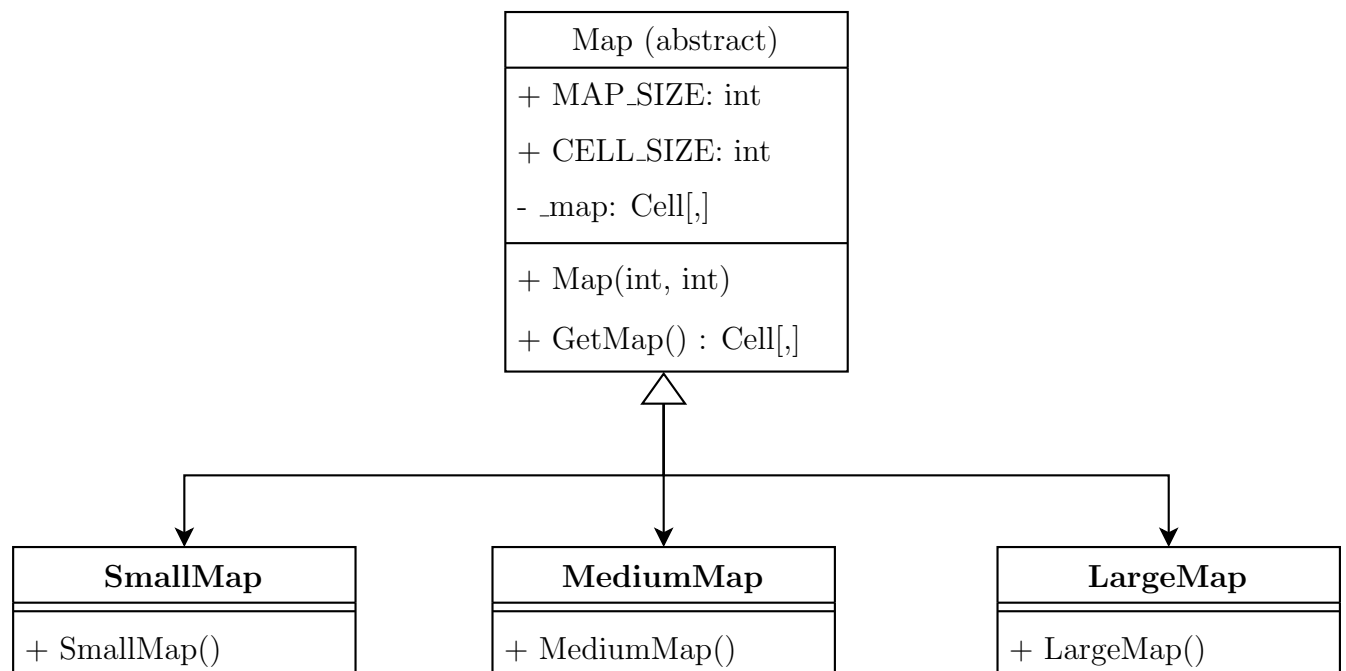 Map (abstract)
+ MAP_SIZE: int
+ CELL_SIZE: int
- _map: Cell[,]
+ Map(int, int)
+ GetMap() : Cell[,]
SmallMap
+ SmallMap()
MediumMap
+ MediumMap()
LargeMap
+ LargeMap()